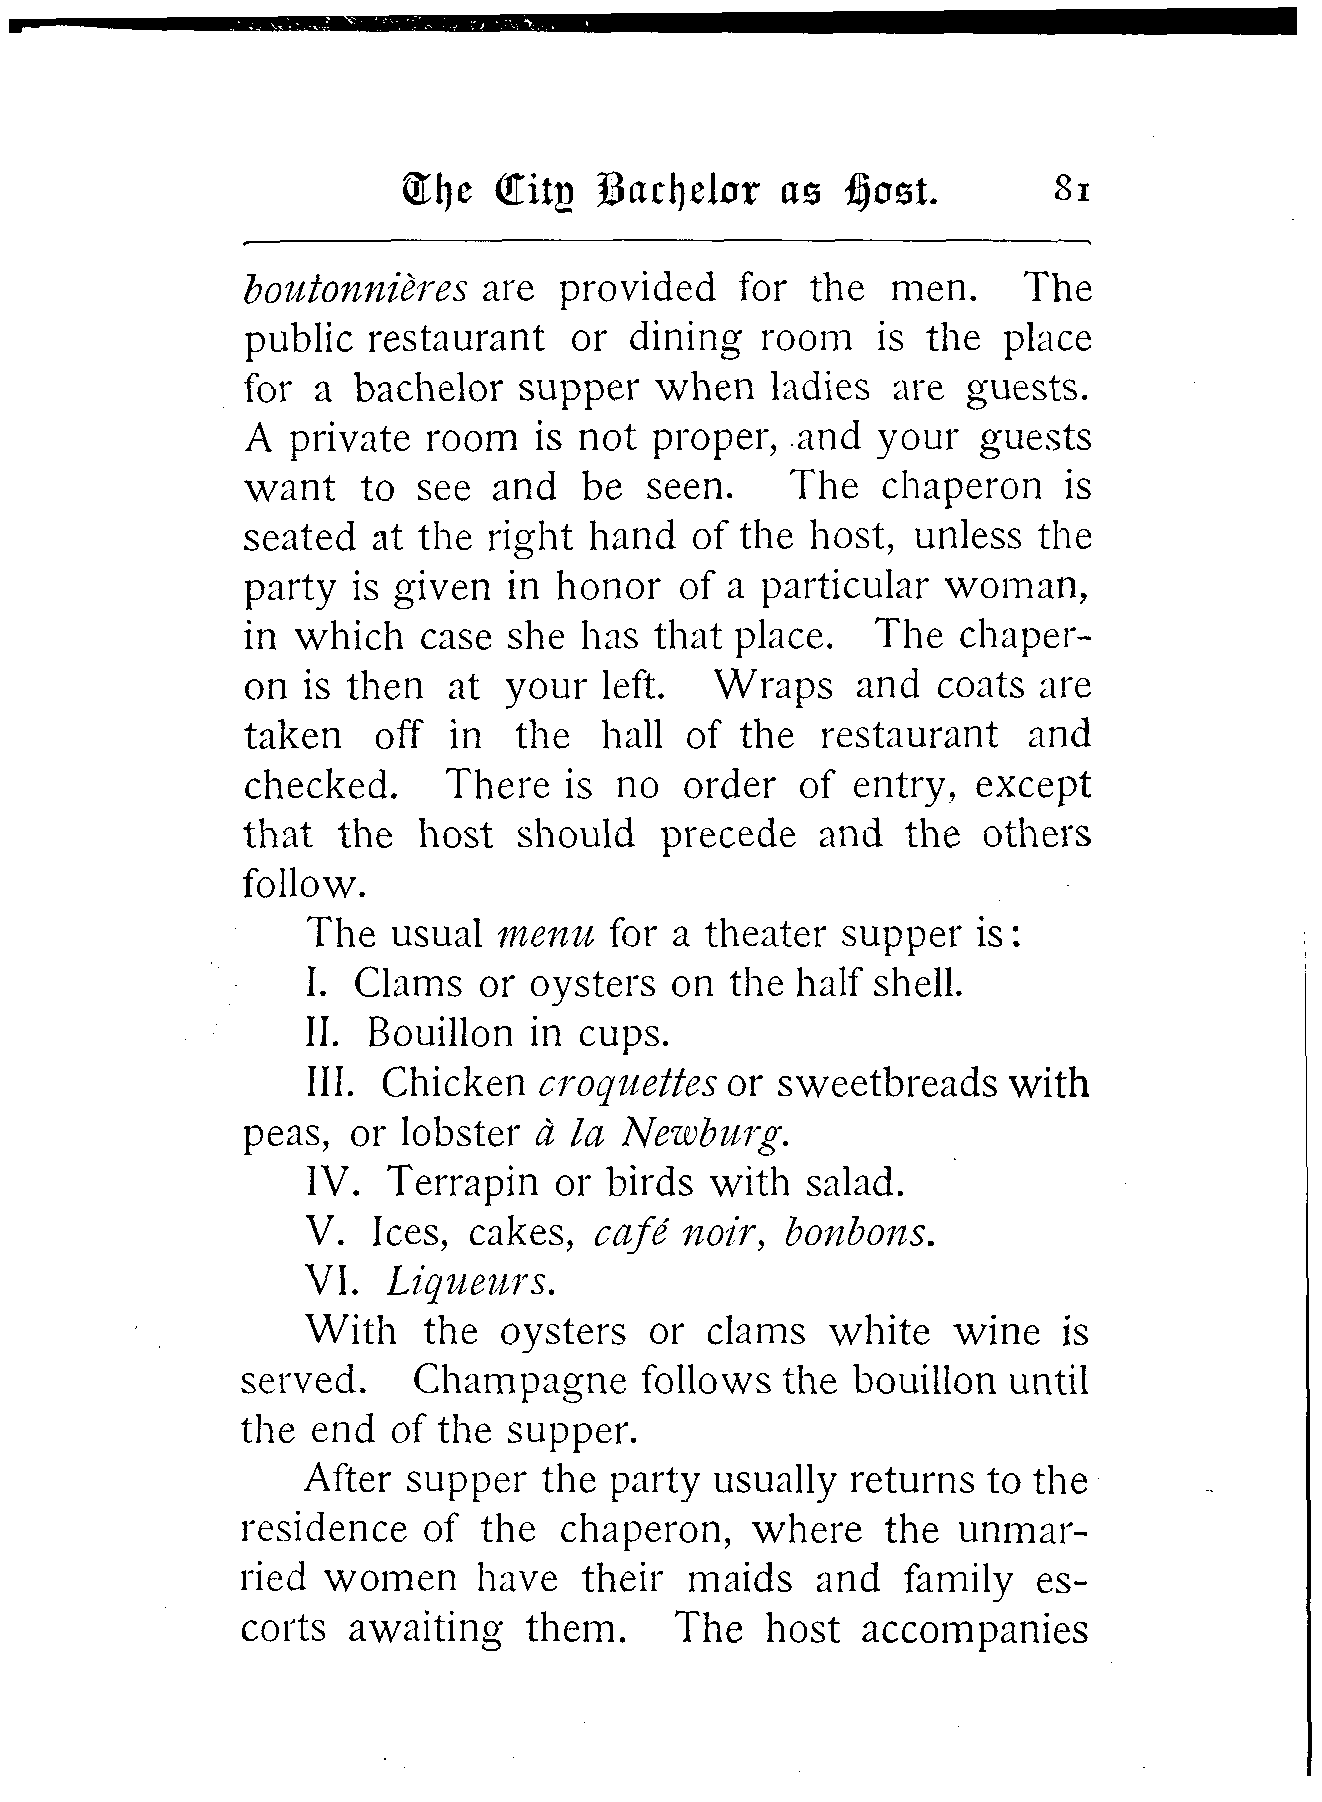 The City Bachelor as Host. 81
boutonnières are provided for the men. The
public restaurant or dining room is the place
for a bachelor supper when ladies are guests.
A private room is not proper, and your guests
want to see and be seen. The chaperon is
seated at the right hand of the host, unless the
party is given in honor of a particular woman,
in which case she has that place. The chaper-
on is then at your left. Wraps and coats are
taken off in the hall of the restaurant and
checked. There is no order of entry, except
that the host should precede and the others
follow.
The usual menu for a theater supper is:
I. Clams or oysters on the half shell.
II. Bouillon in cups.
III. Chicken croquettes or sweetbreads with
peas, or lobster à la Newburg.
IV. Terrapin or birds with salad.
V. Ices, cakes, café noir, bonbons.
VI. Liqueurs.
With the oysters or clams white wine is
served. Champagne follows the bouillon until
the end of the supper.
After supper the party usually returns to the
residence of the chaperon, where the unmar-
ried women have their maids and family es-
corts awaiting them. The host accompanies